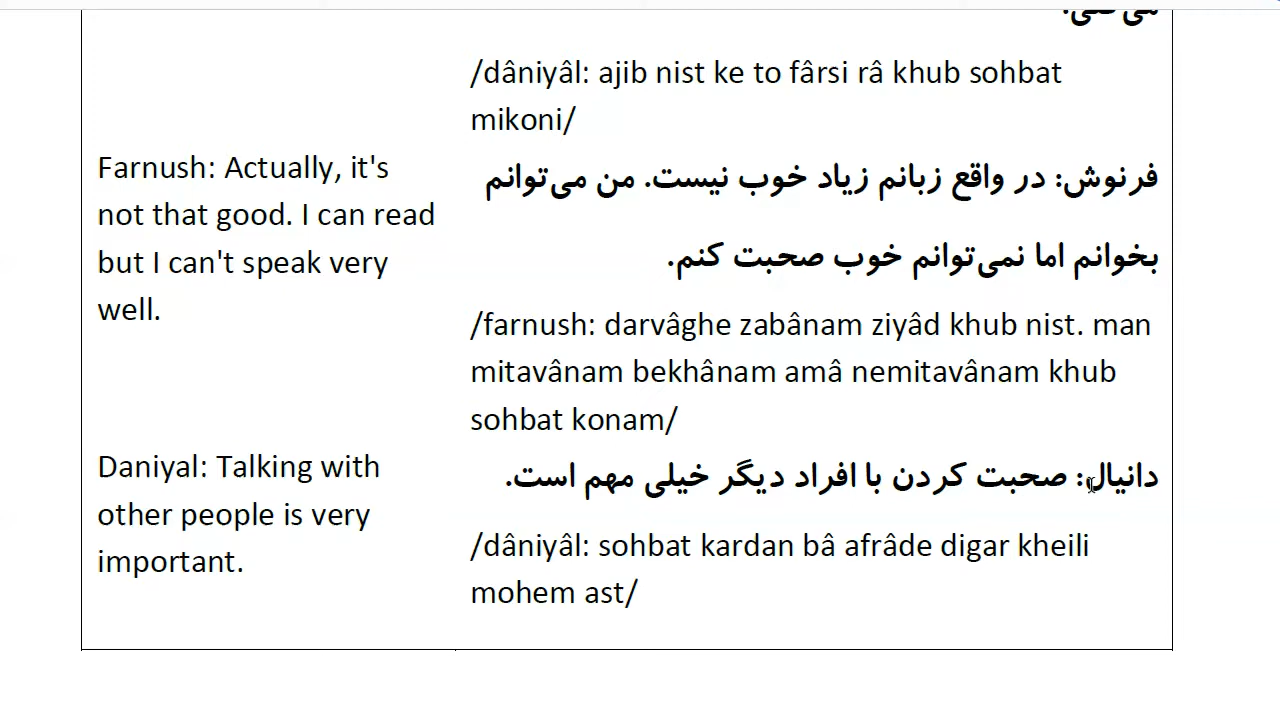 /dâniyâl: ajib nist ke to fârsi râ khub sohbat
mikoni/
Farnush: Actually, it's
not that good. I can read
but I can't speak very
well.
فرنوش: در واقع زبانم زیاد خوب نیست. من می‌توانم
بخوانم اما نمی‌توانم خوب صحبت کنم.
/farnush: darvâghe zabânam ziyâd khub nist. man
mitavânam bekhânam amâ nemitavânam khub
sohbat konam/
Daniyal: Talking with
other people is very
important.
دانیال: صحبت کردن با افراد دیگر خیلی مهم است.
/dâniyâl: sohbat kardan bâ afrâde digar kheili
mohem ast/